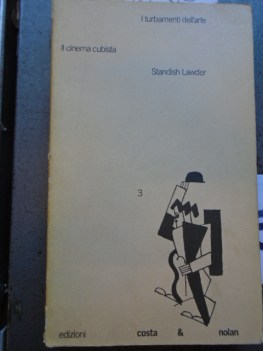 I turbamenti dell'arte
Il cinema cubista
Standish Lawder
3
edizioni costa & nolan